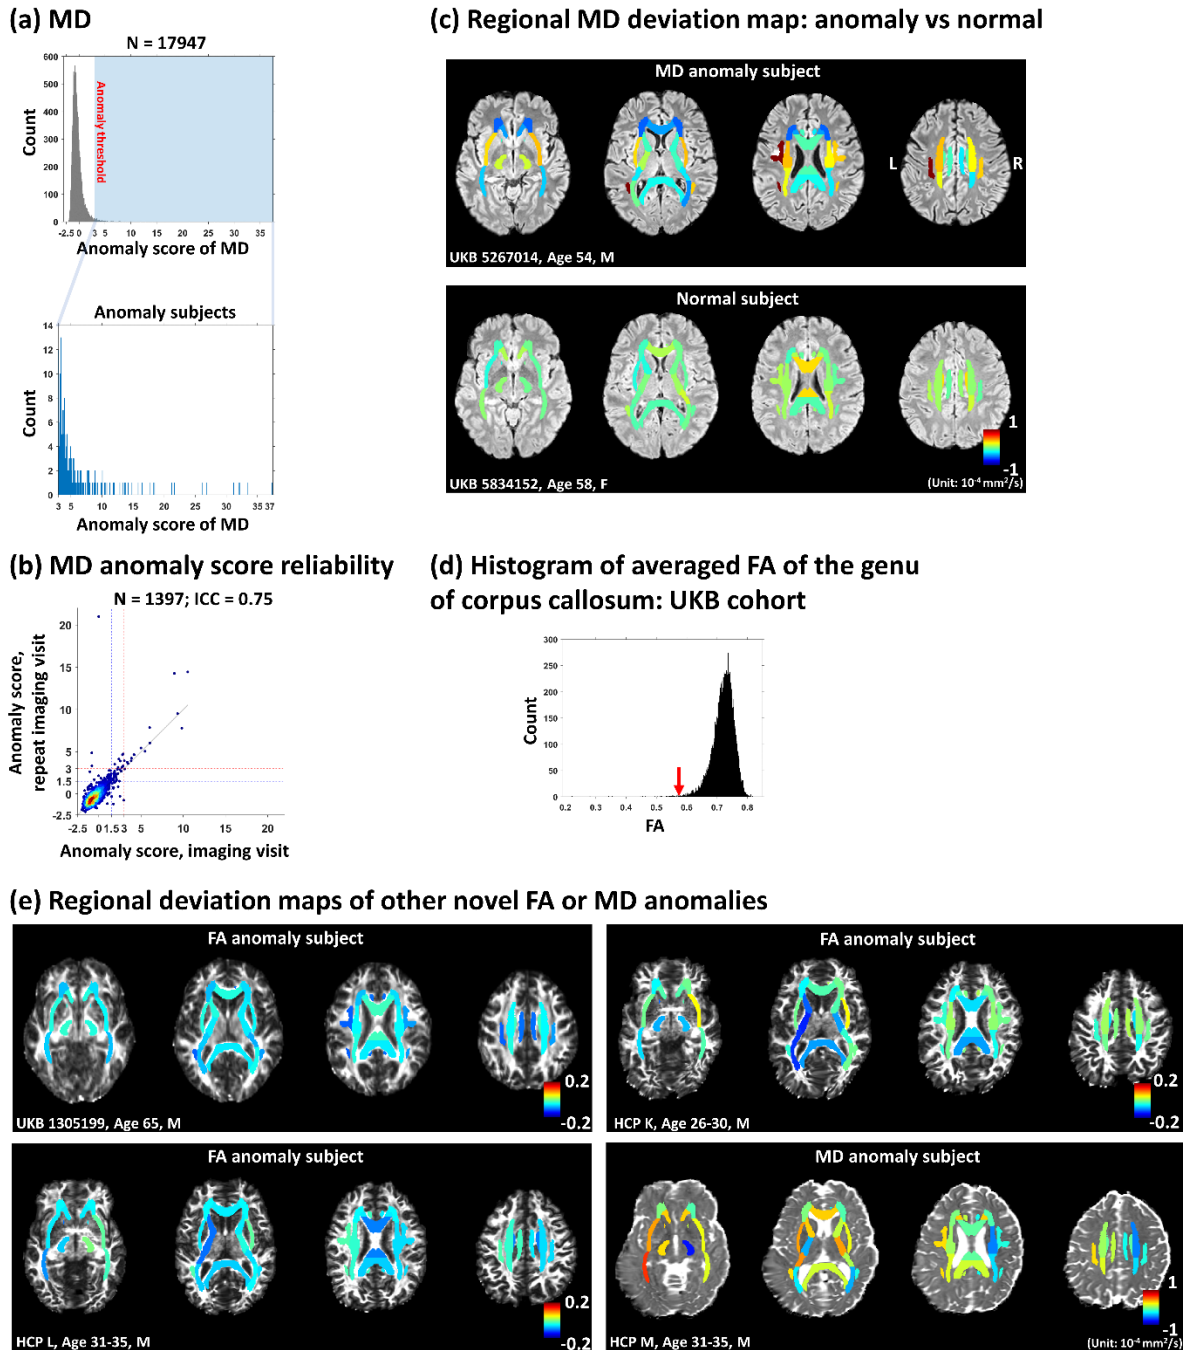 (a) MD
N = 17947
600
500
400
300
200
100
0
Count
Anomaly threshold
-2.5 0 3 5 10 15 20 25 30 35
Anomaly score of MD
Anomaly subjects
14
12
10
8
6
4
2
0
Count
3 5 10 15 20 25 30 35 37
Anomaly score of MD
(c) Regional MD deviation map: anomaly vs normal
MD anomaly subject
L
R
UKB 5267014, Age 54, M
Normal subject
1
-1
UKB 5834152, Age 58, F
(Unit: 10⁻⁴ mm²/s)
(b) MD anomaly score reliability
N = 1397; ICC = 0.75
20
15
10
5
3
1.5
0
-2.5
Anomaly score,
repeat imaging visit
-2.5 0 1.5 3 5 10 15 20
Anomaly score, imaging visit
(d) Histogram of averaged FA of the genu
of corpus callosum: UKB cohort
300
250
200
150
100
50
0
Count
0.2 0.3 0.4 0.5 0.6 0.7 0.8
FA
(e) Regional deviation maps of other novel FA or MD anomalies
FA anomaly subject
0.2
-0.2
UKB 1305199, Age 65, M
FA anomaly subject
0.2
-0.2
HCP K, Age 26-30, M
FA anomaly subject
0.2
-0.2
HCP L, Age 31-35, M
MD anomaly subject
1
-1
HCP M, Age 31-35, M
(Unit: 10⁻⁴ mm²/s)